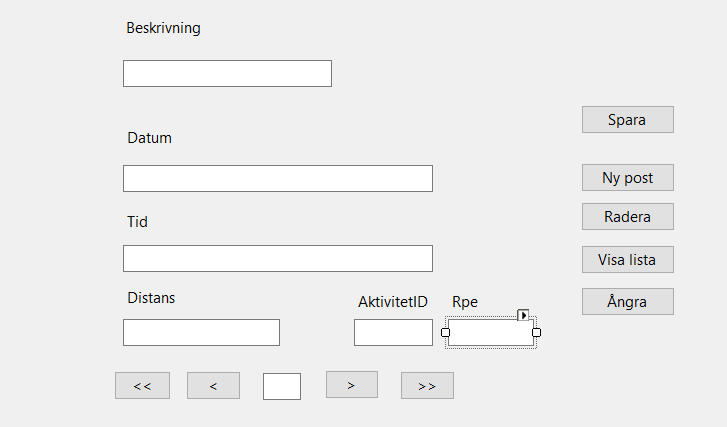 Beskrivning
Spara
Datum
Ny post
Radera
Tid
Visa lista
Distans
AktivitetID
Rpe
Ångra
<<
<
>
>>